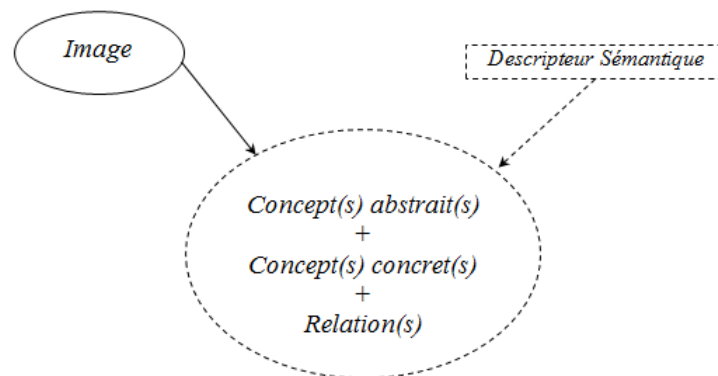 Image
Descripteur Sémantique
Concept(s) abstrait(s)
+
Concept(s) concret(s)
+
Relation(s)